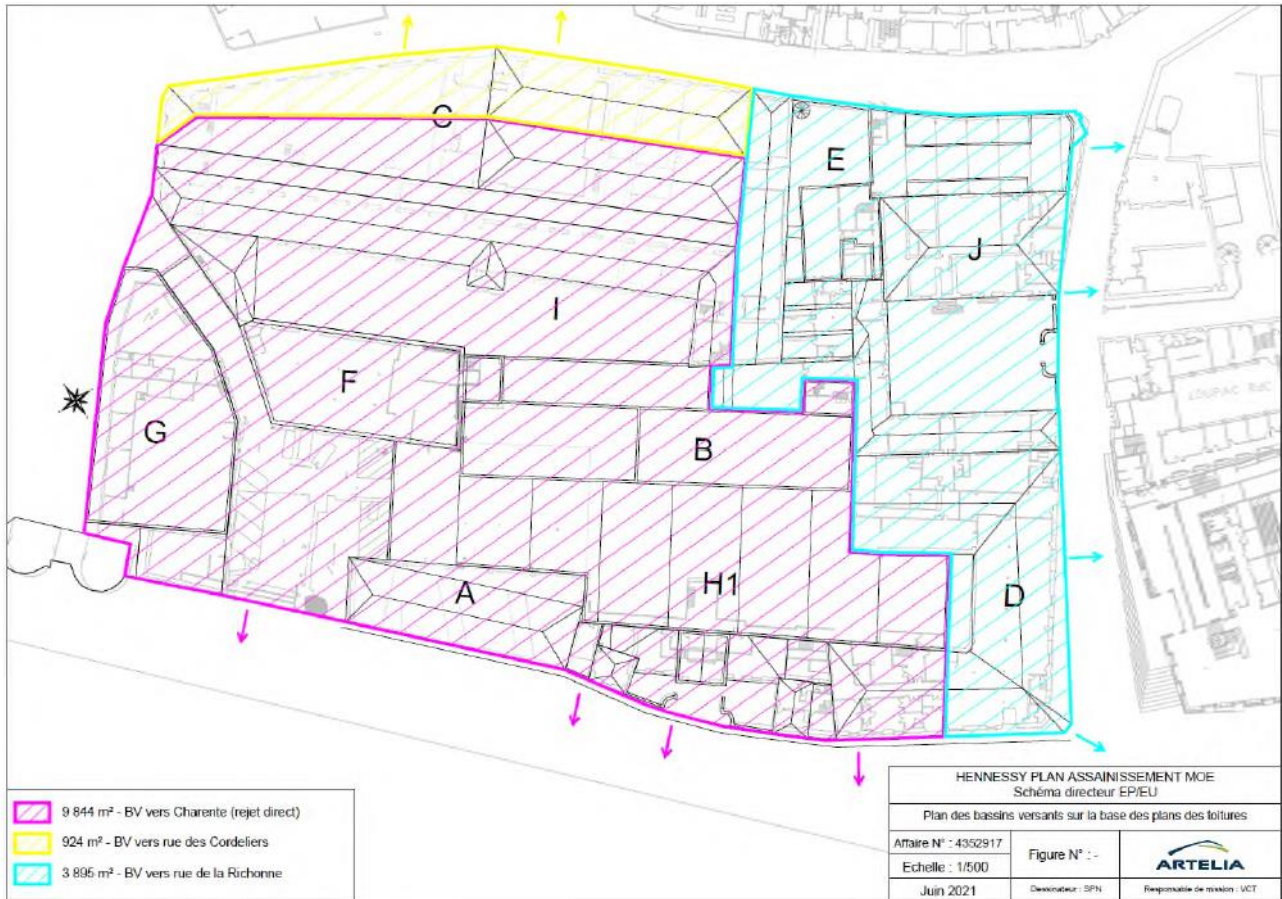 C
E
J
I
F
G
B
A
H1
D
9 844 m² - BV vers Charente (rejet direct)
924 m² - BV vers rue des Cordeliers
3 895 m² - BV vers rue de la Richonne
HENNESSY PLAN ASSAINISSEMENT MOE
Schéma directeur EP/EU
Plan des bassins versants sur la base des plans des toitures
Affaire N° : 4352917
Echelle : 1/500
Juin 2021
Figure N° : -
Dessinateur : SPN
ARTELIA
Responsable de mission : VCT